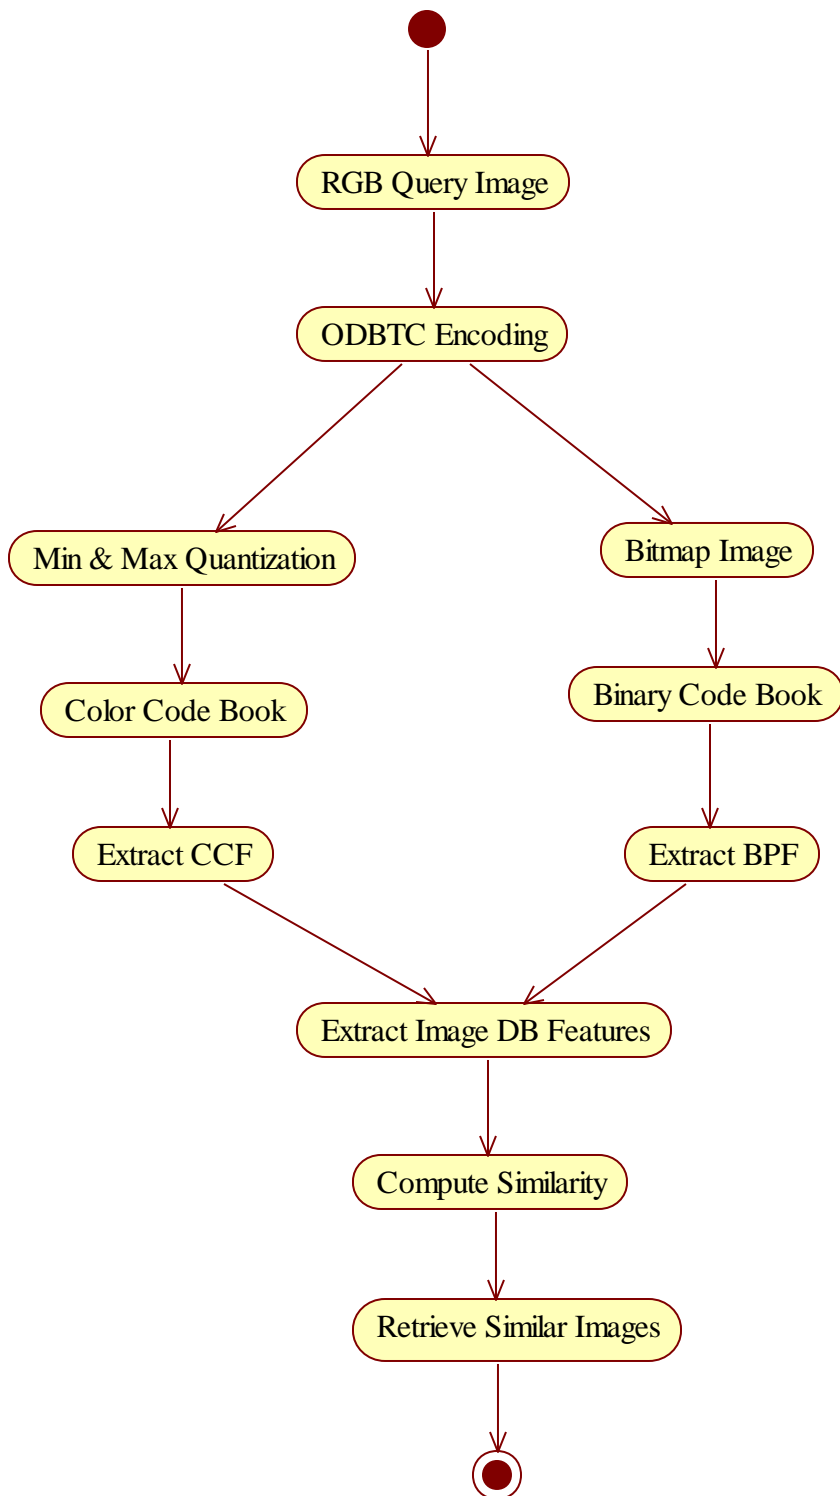 RGB Query Image
ODBTC Encoding
Min & Max Quantization
Bitmap Image
Color Code Book
Binary Code Book
Extract CCF
Extract BPF
Extract Image DB Features
Compute Similarity
Retrieve Similar Images